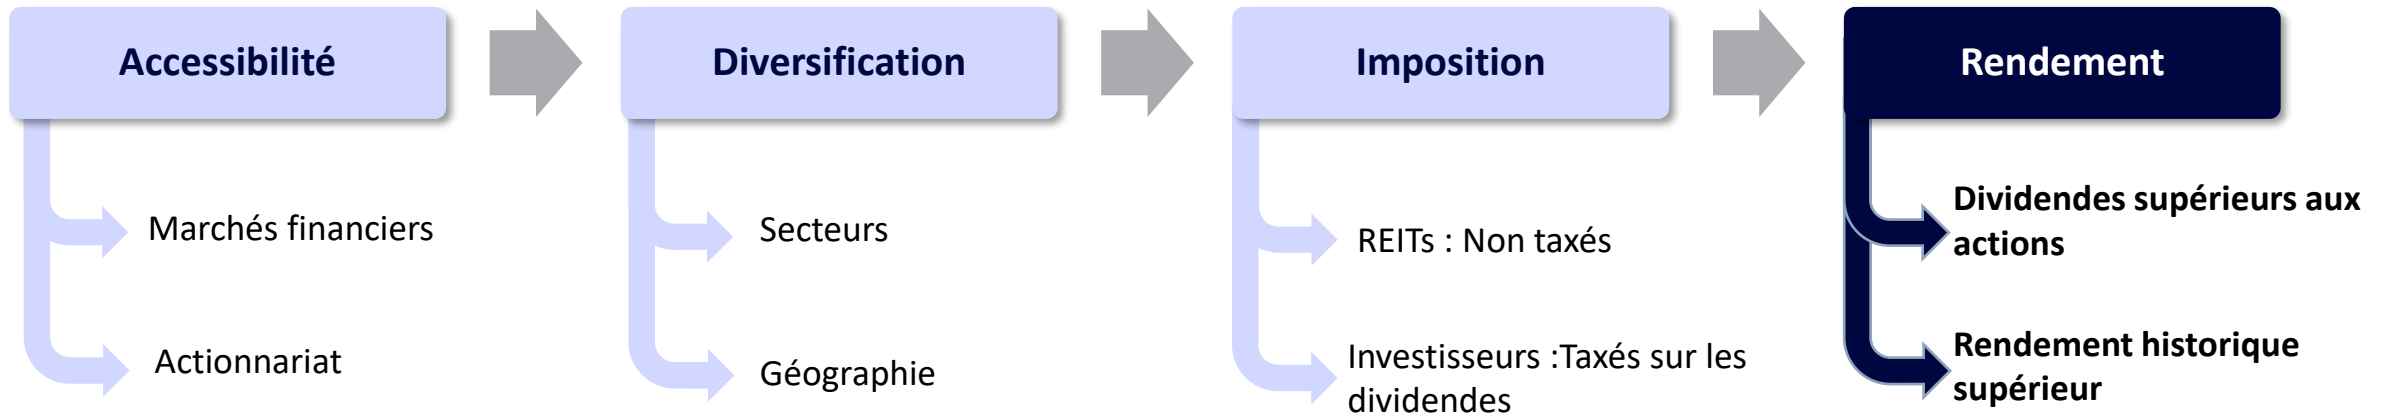 Accessibilité
Marchés financiers
Actionnariat
Diversification
Secteurs
Géographie
Imposition
REITs : Non taxés
Investisseurs :Taxés sur les
dividendes
Rendement
Dividendes supérieurs aux
actions
Rendement historique
supérieur